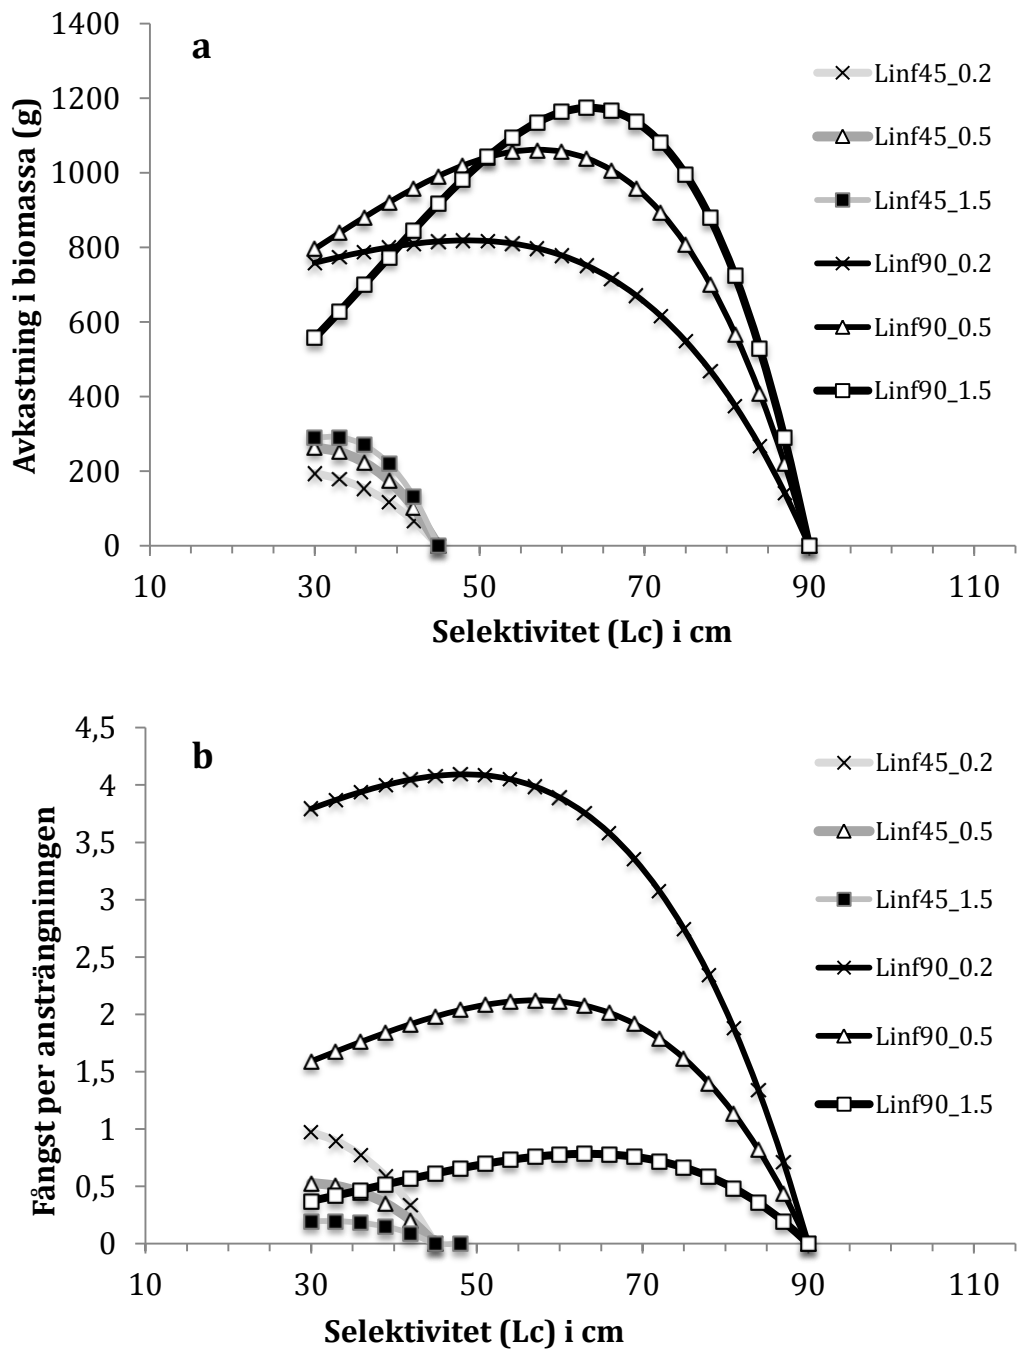 a
1400
1200
1000
800
600
400
200
0
10
30
50
70
90
110
Avkastning i biomassa (g)
Selektivitet (Lc) i cm
Linf45_0.2
Linf45_0.5
Linf45_1.5
Linf90_0.2
Linf90_0.5
Linf90_1.5
b
4,5
4
3,5
3
2,5
2
1,5
1
0,5
0
10
30
50
70
90
110
Fångst per ansträngninngen
Selektivitet (Lc) i cm
Linf45_0.2
Linf45_0.5
Linf45_1.5
Linf90_0.2
Linf90_0.5
Linf90_1.5